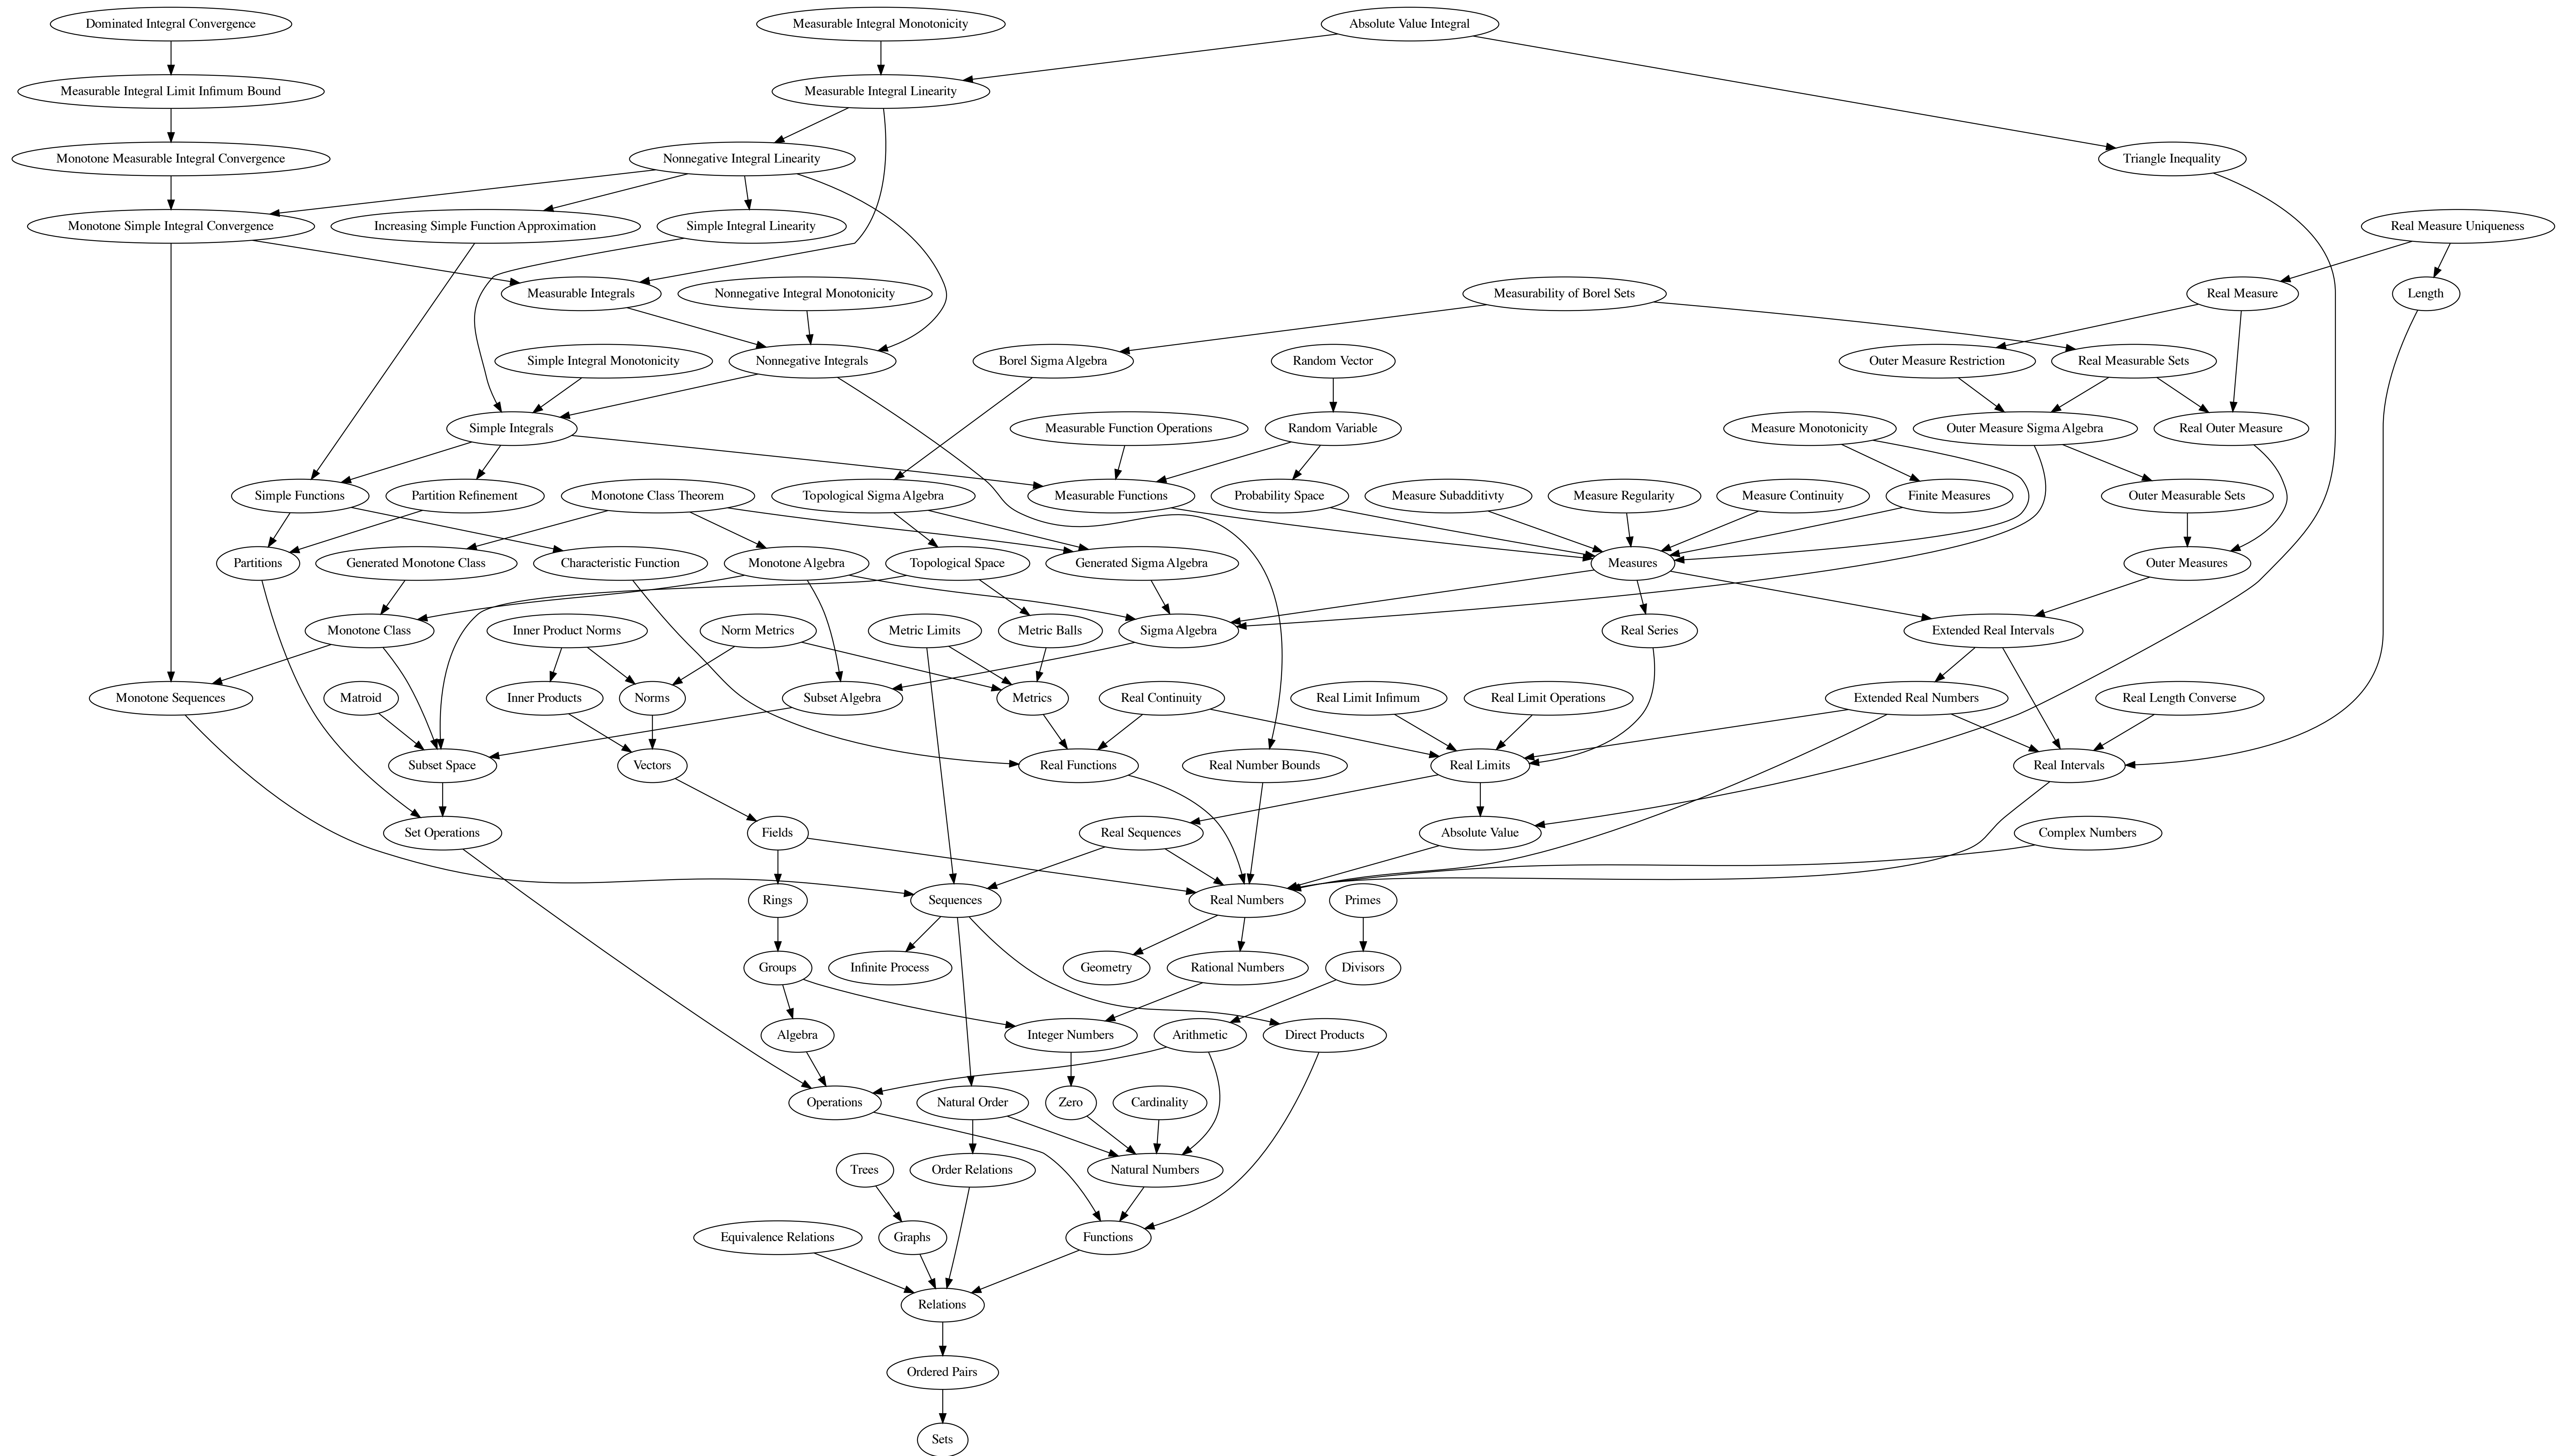 Dominated Integral Convergence
Measurable Integral Monotonicity
Absolute Value Integral
Measurable Integral Limit Infimum Bound
Measurable Integral Linearity
Monotone Measurable Integral Convergence
Nonnegative Integral Linearity
Triangle Inequality
Monotone Simple Integral Convergence
Increasing Simple Function Approximation
Simple Integral Linearity
Real Measure Uniqueness
Measurable Integrals
Nonnegative Integral Monotonicity
Measurability of Borel Sets
Real Measure
Length
Simple Integral Monotonicity
Nonnegative Integrals
Borel Sigma Algebra
Random Vector
Outer Measure Restriction
Real Measurable Sets
Simple Integrals
Measurable Function Operations
Random Variable
Measure Monotonicity
Outer Measure Sigma Algebra
Real Outer Measure
Simple Functions
Partition Refinement
Monotone Class Theorem
Topological Sigma Algebra
Measurable Functions
Probability Space
Measure Subadditivty
Measure Regularity
Measure Continuity
Finite Measures
Outer Measurable Sets
Partitions
Generated Monotone Class
Characteristic Function
Monotone Algebra
Topological Space
Generated Sigma Algebra
Measures
Outer Measures
Monotone Class
Inner Product Norms
Norm Metrics
Metric Limits
Metric Balls
Sigma Algebra
Real Series
Extended Real Intervals
Monotone Sequences
Matroid
Inner Products
Norms
Subset Algebra
Metrics
Real Continuity
Real Limit Infimum
Real Limit Operations
Extended Real Numbers
Real Length Converse
Subset Space
Vectors
Real Functions
Real Number Bounds
Real Limits
Real Intervals
Set Operations
Fields
Real Sequences
Absolute Value
Complex Numbers
Rings
Sequences
Real Numbers
Primes
Groups
Infinite Process
Geometry
Rational Numbers
Divisors
Algebra
Integer Numbers
Arithmetic
Direct Products
Operations
Natural Order
Zero
Cardinality
Trees
Order Relations
Natural Numbers
Equivalence Relations
Graphs
Functions
Relations
Ordered Pairs
Sets